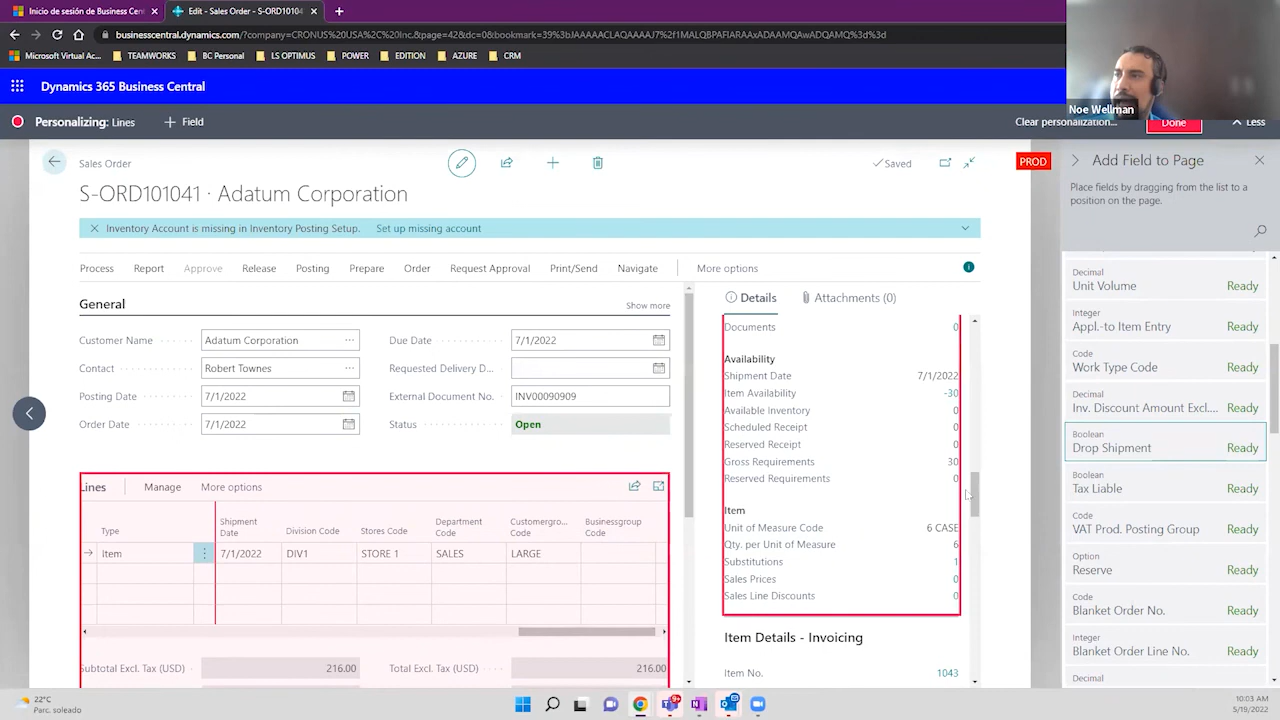 Inicio de sesión de Business Cent
Edit - Sales Order - S-ORD10104
businesscentral.dynamics.com/?company=CRONUS%20USA%2C%20Inc.&page=42&dc=0&bookmark=
Microsoft Virtual Ac...
TEAMWORKS
BC Personal
LS OPTIMUS
POWER
EDITION
AZURE
CRM
Noe Wellman
Dynamics 365 Business Central
Personalizing: Lines
+ Field
Clear personalization...
Done
Less
Sales Order
Saved
PROD
S-ORD101041 · Adatum Corporation
Inventory Account is missing in Inventory Posting Setup. Set up missing account
Process Report Approve Release Posting Prepare Order Request Approval Print/Send Navigate More options
General
Show more
Customer Name Adatum Corporation
Contact Robert Townes
Posting Date 7/1/2022
Order Date 7/1/2022
Due Date 7/1/2022
Requested Delivery D...
External Document No. INV00090909
Status Open
Lines Manage More options
Type
Shipment Date
Division Code
Stores Code
Department Code
Customergro... Code
Businessgroup Code
Item 7/1/2022 DIV1 STORE 1 SALES LARGE
Subtotal Excl. Tax (USD) 216.00
Total Excl. Tax (USD) 216.00
Details
Attachments (0)
Documents 0
Availability
Shipment Date 7/1/2022
Item Availability -30
Available Inventory 0
Scheduled Receipt 0
Reserved Receipt 0
Gross Requirements 30
Reserved Requirements 0
Item
Unit of Measure Code 6 CASE
Qty. per Unit of Measure 6
Substitutions 1
Sales Prices 0
Sales Line Discounts 0
Item Details - Invoicing
Item No. 1043
Add Field to Page
Place fields by dragging from the list to a
position on the page.
Decimal
Unit Volume Ready
Integer
Appl.-to Item Entry Ready
Code
Work Type Code Ready
Decimal
Inv. Discount Amount Excl.... Ready
Boolean
Drop Shipment Ready
Boolean
Tax Liable Ready
Code
VAT Prod. Posting Group Ready
Option
Reserve Ready
Code
Blanket Order No. Ready
Integer
Blanket Order Line No. Ready
Decimal
22°C
Parc. soleado
9+
10:03 AM
5/19/2022